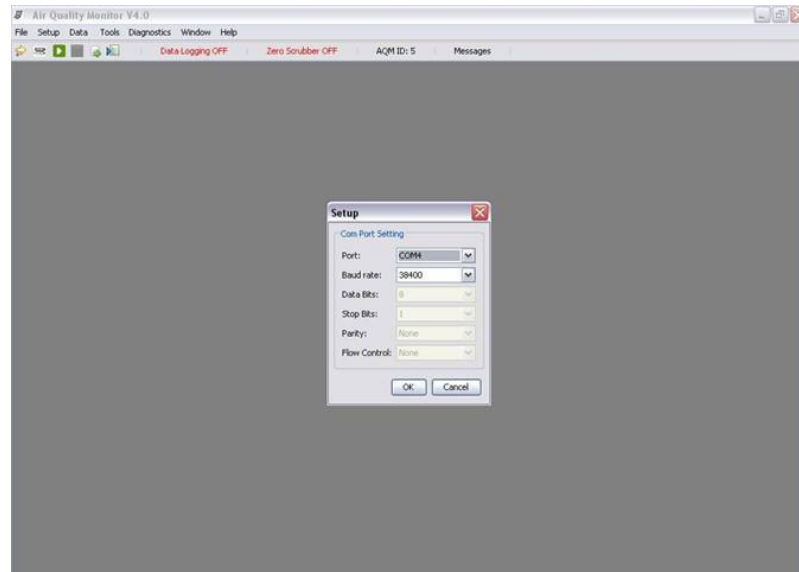 Air Quality Monitor V4.0
File Setup Data Tools Diagnostics Window Help
Data Logging OFF Zero Scrubber OFF AQM ID: 5 Messages
Setup
Com Port Setting
Port: COM4
Baud rate: 38400
Data Bits: 8
Stop Bits: 1
Parity: None
Flow Control: None
OK Cancel